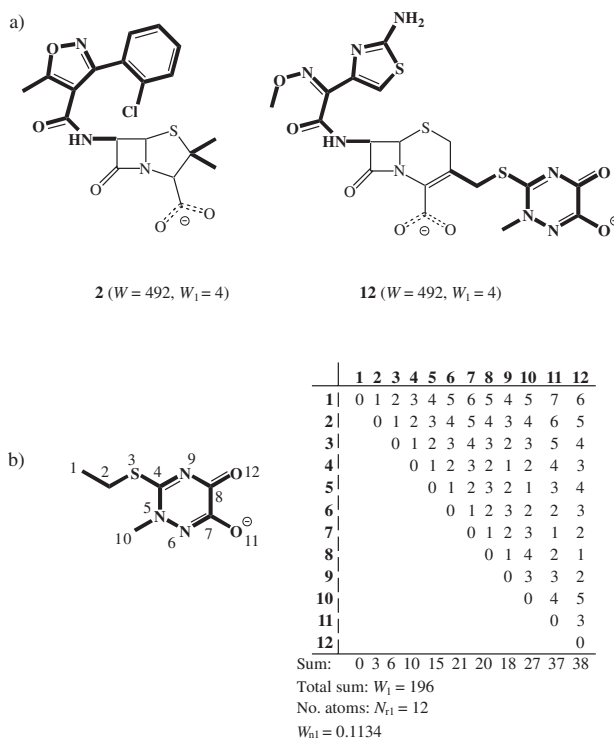 a)
O N
Cl
O HN S
O N
O ⊖ O
NH₂
N S
O N
O HN S
O N
O ⊖ O
S N O
N N O⊖
2 (W = 492, W₁ = 4)
12 (W = 492, W₁ = 4)
b)
1 2 3 S 4 N 9 8 O 12
5 N N 6 7 O⊖ 11
10
1 2 3 4 5 6 7 8 9 10 11 12
1 0 1 2 3 4 5 6 5 4 5 7 6
2 0 1 2 3 4 5 4 3 4 6 5
3 0 1 2 3 4 3 2 3 5 4
4 0 1 2 3 2 1 2 4 3
5 0 1 2 3 2 1 3 4
6 0 1 2 3 2 2 3
7 0 1 2 3 1 2
8 0 1 4 2 1
9 0 3 3 2
10 0 4 5
11 0 3
12 0
Sum: 0 3 6 10 15 21 20 18 27 37 38
Total sum: W₁ = 196
No. atoms: Nr1 = 12
Wn1 = 0.1134